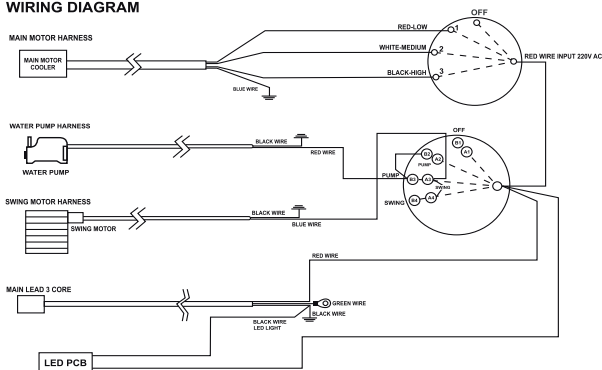 WIRING DIAGRAM
OFF
RED-LOW
1
MAIN MOTOR HARNESS
WHITE-MEDIUM
2
MAIN MOTOR
COOLER
RED WIRE INPUT 220V AC
BLACK-HIGH
3
BLUE WIRE
WATER PUMP HARNESS
OFF
BLACK WIRE
B1
A1
RED WIRE
B2
A2
PUMP
WATER PUMP
PUMP
B3
A3
SWING
SWING MOTOR HARNESS
SWING
B4
A4
BLACK WIRE
BLUE WIRE
SWING MOTOR
RED WIRE
MAIN LEAD 3 CORE
GREEN WIRE
BLACK WIRE
BLACK WIRE
LED LIGHT
LED PCB